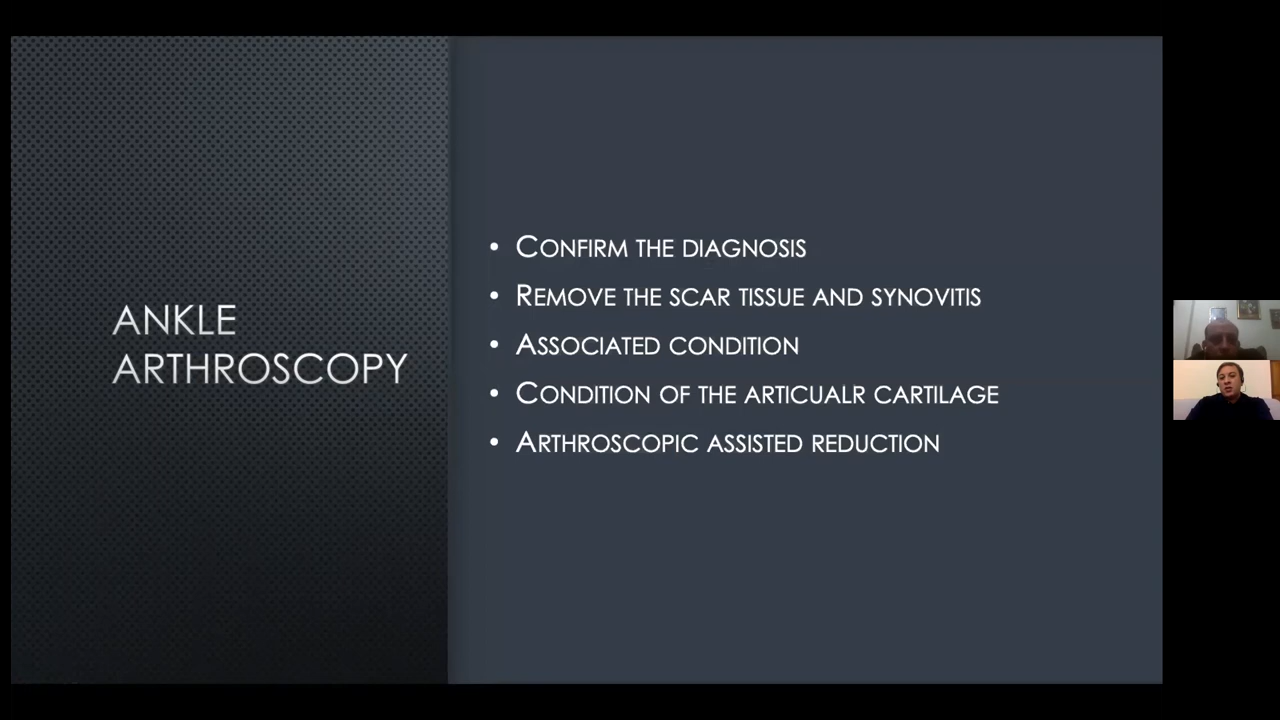 ANKLE
ARTHROSCOPY
• CONFIRM THE DIAGNOSIS
• REMOVE THE SCAR TISSUE AND SYNOVITIS
• ASSOCIATED CONDITION
• CONDITION OF THE ARTICUALR CARTILAGE
• ARTHROSCOPIC ASSISTED REDUCTION